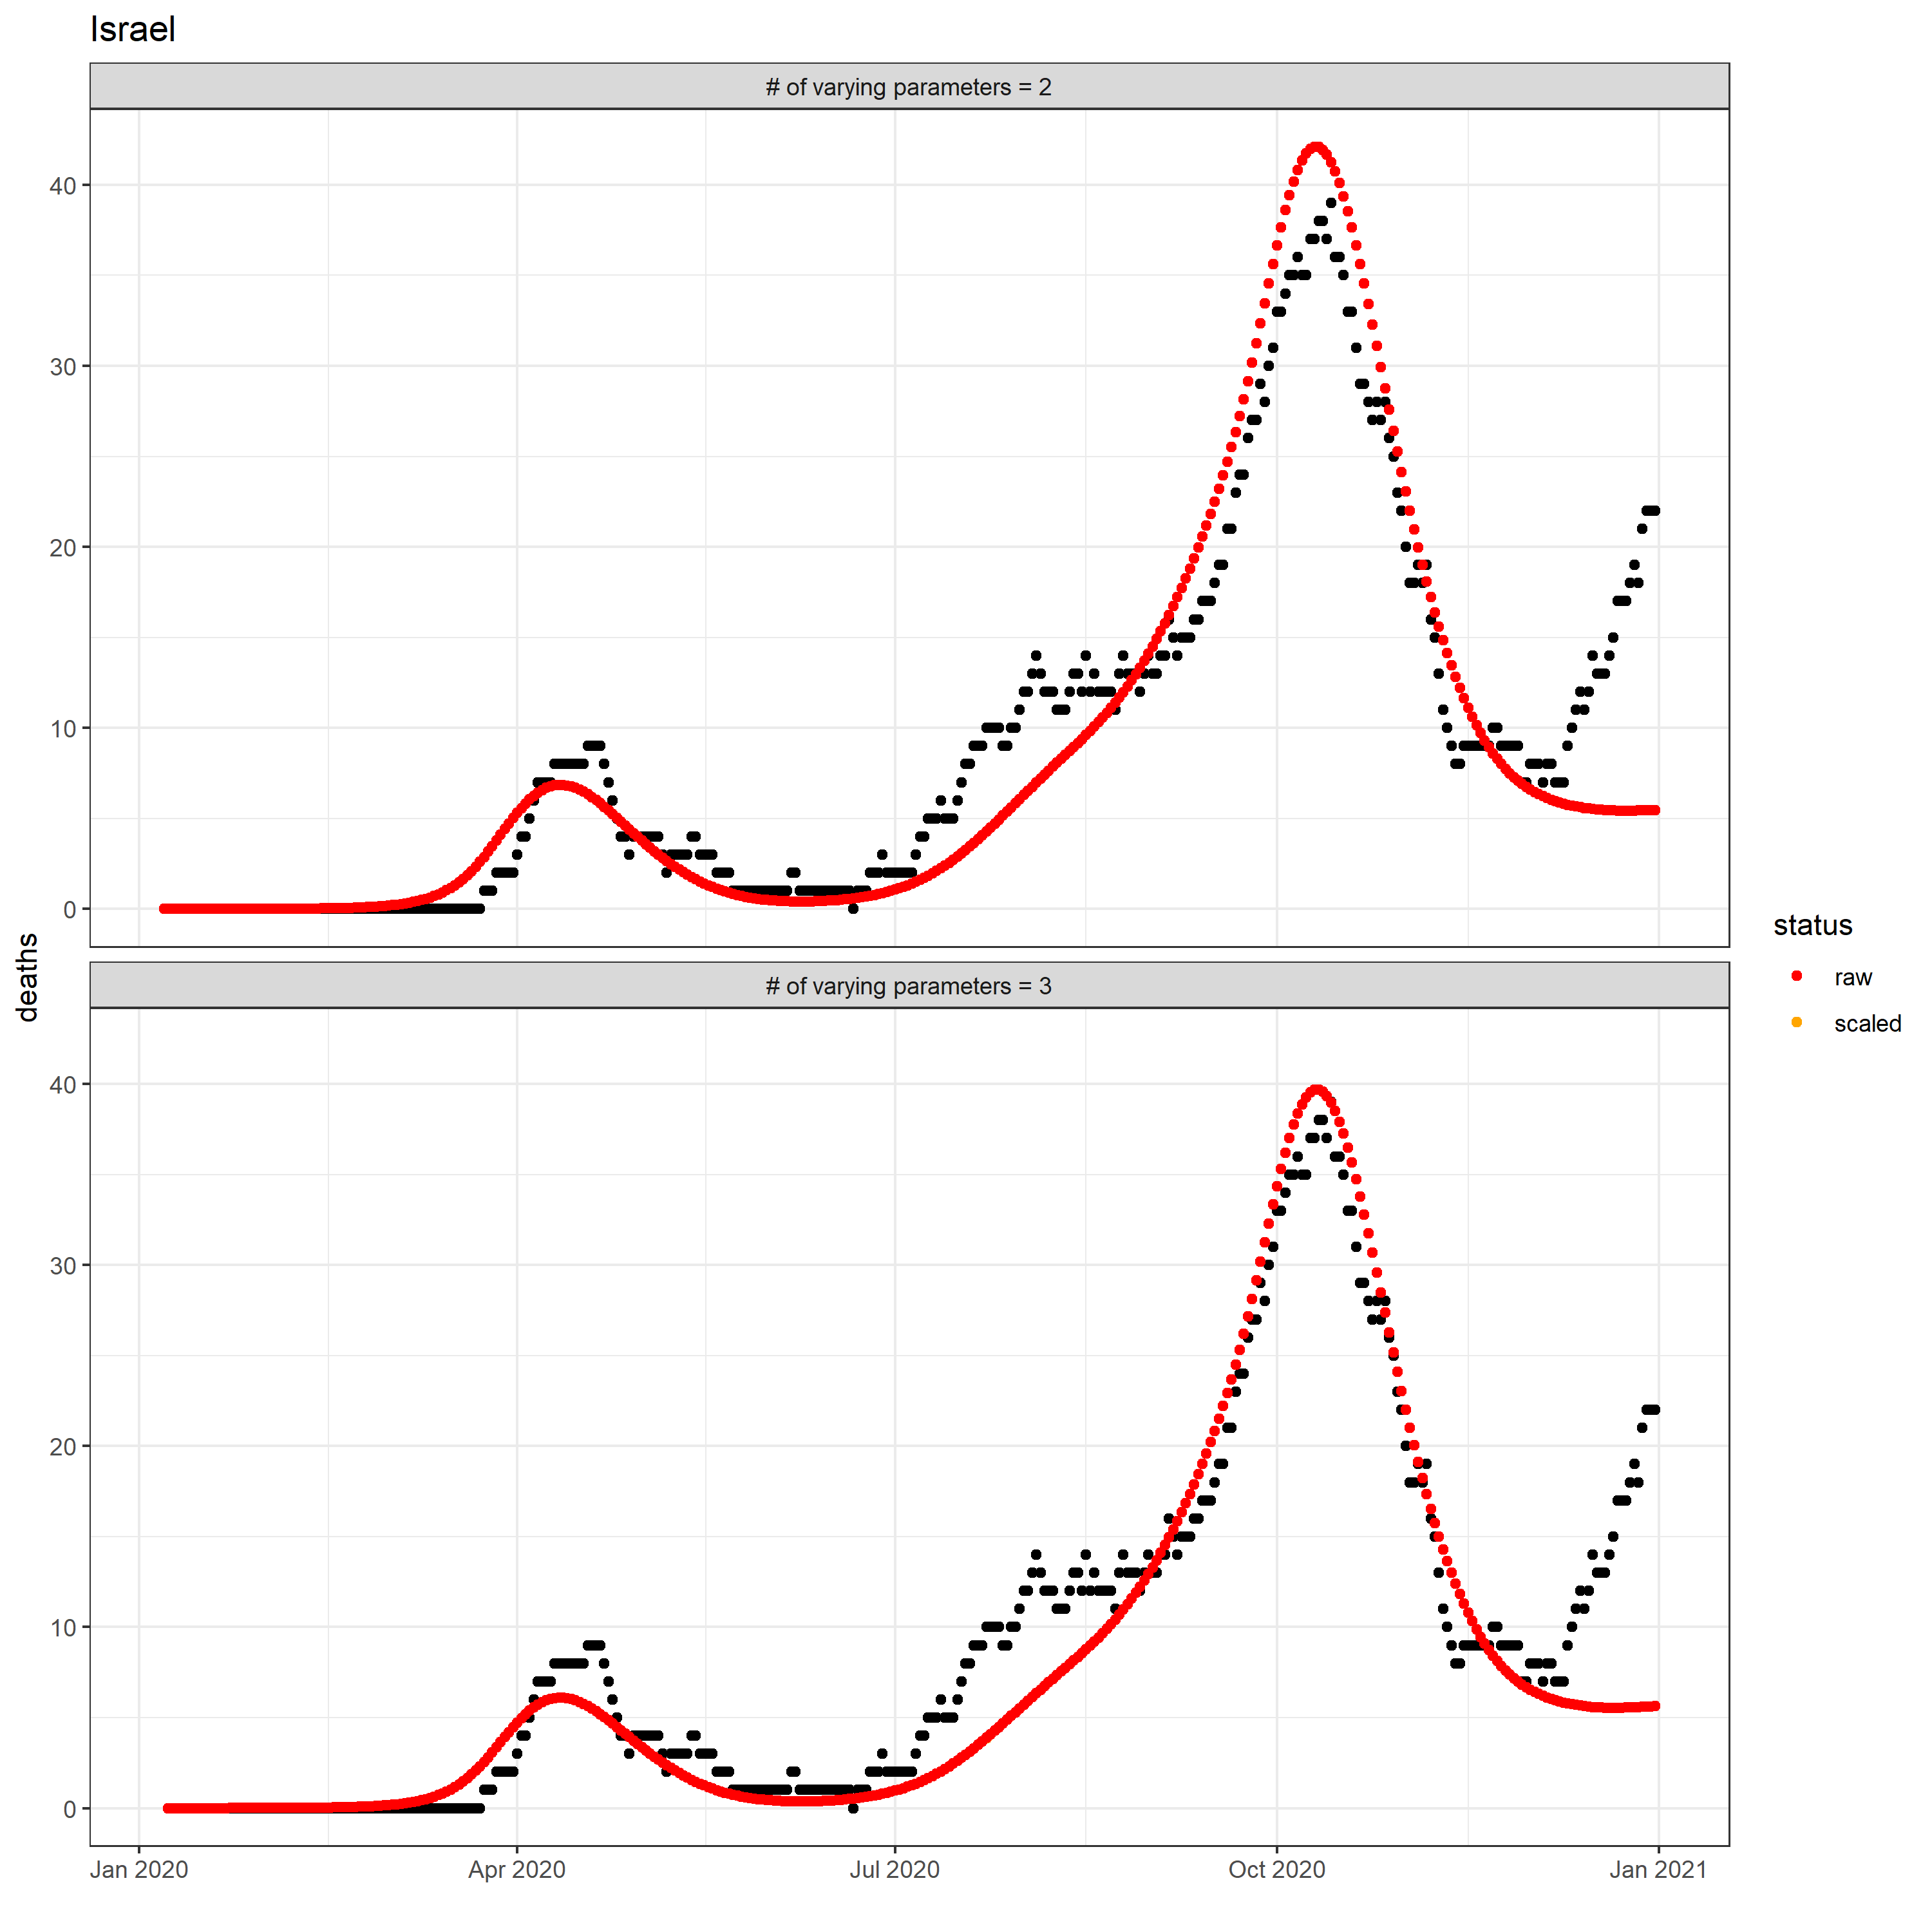 Israel
# of varying parameters = 2
40
30
20
10
0
deaths
# of varying parameters = 3
40
30
20
10
0
Jan 2020 Apr 2020 Jul 2020 Oct 2020 Jan 2021
status
raw
scaled